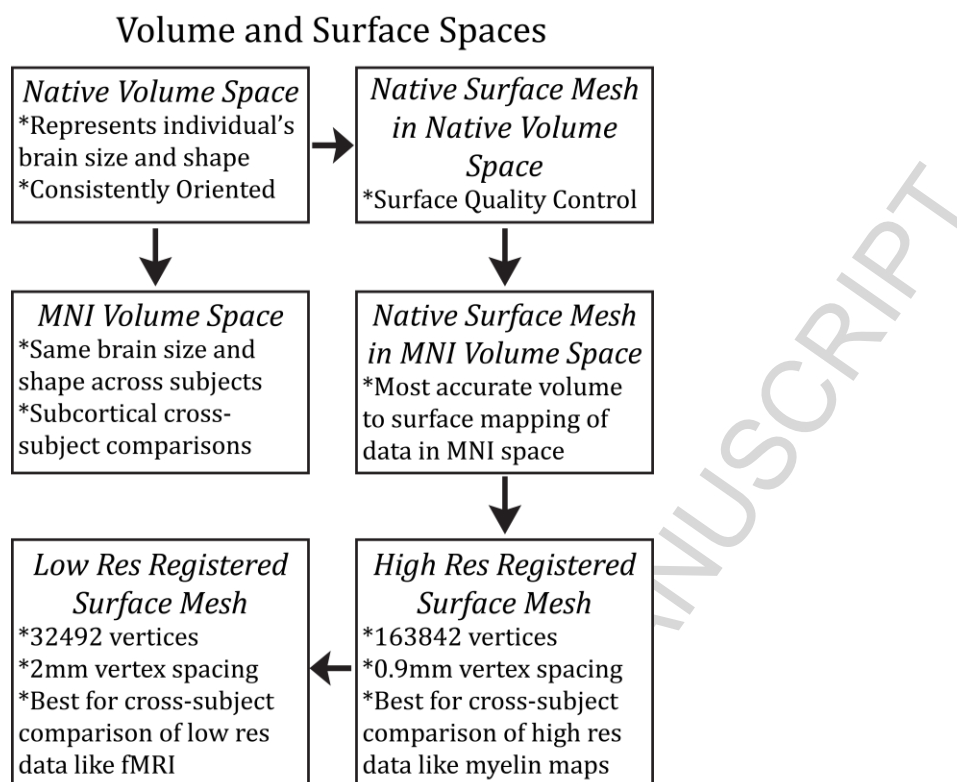 Volume and Surface Spaces
Native Volume Space
*Represents individual's
brain size and shape
*Consistently Oriented
Native Surface Mesh
in Native Volume
Space
*Surface Quality Control
MNI Volume Space
*Same brain size and
shape across subjects
*Subcortical cross-
subject comparisons
Native Surface Mesh
in MNI Volume Space
*Most accurate volume
to surface mapping of
data in MNI space
Low Res Registered
Surface Mesh
*32492 vertices
*2mm vertex spacing
*Best for cross-subject
comparison of low res
data like fMRI
High Res Registered
Surface Mesh
*163842 vertices
*0.9mm vertex spacing
*Best for cross-subject
comparison of high res
data like myelin maps
ANUSCRIPT